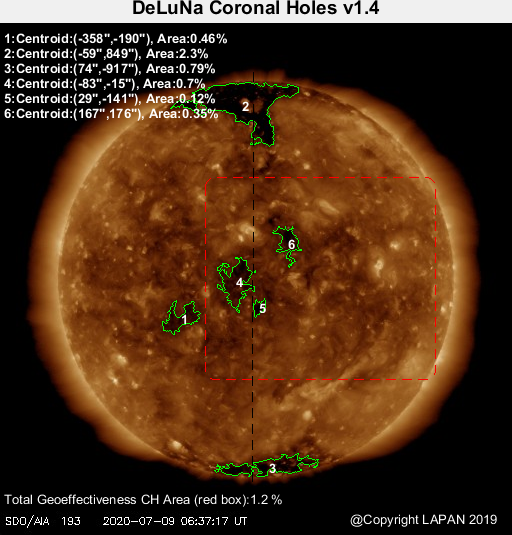 DeLuNa Coronal Holes v1.4
1:Centroid:(-358",-190"), Area:0.46%
2:Centroid:(-59",849"), Area:2.3%
3:Centroid:(74",-917"), Area:0.79%
4:Centroid:(-83",-15"), Area:0.7%
5:Centroid:(29",-141"), Area:0.12%
6:Centroid:(167",176"), Area:0.35%
2
6
4
5
1
3
Total Geoeffectiveness CH Area (red box):1.2 %
SDO/AIA 193 2020-07-09 06:37:17 UT
@Copyright LAPAN 2019